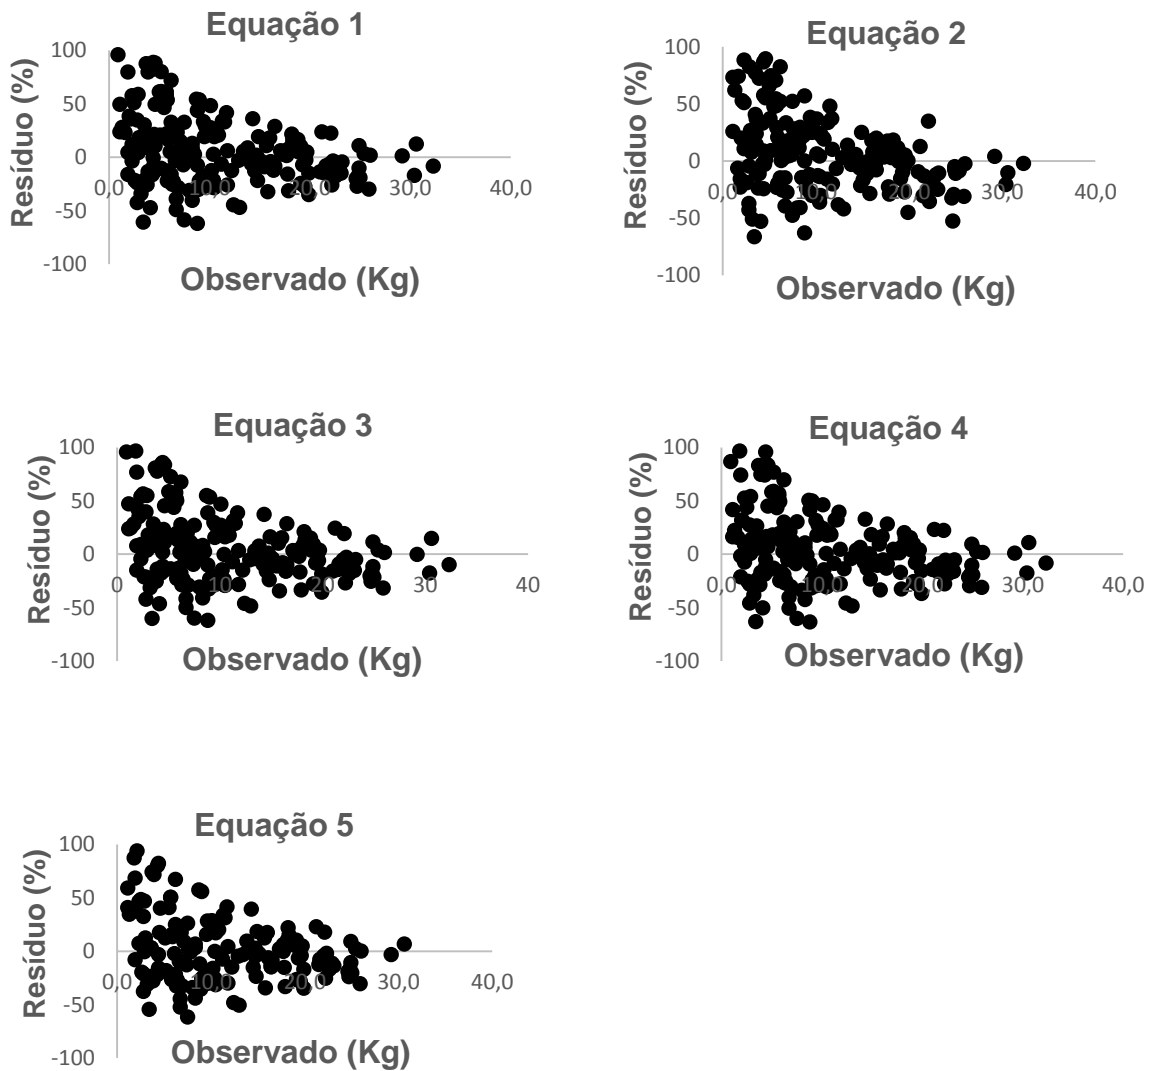 Equação 1
Resíduo (%)
100
50
0
-50
-100
0,0 10,0 20,0 30,0 40,0
Observado (Kg)
Equação 2
Resíduo (%)
100
50
0
-50
-100
0,0 10,0 20,0 30,0 40,0
Observado (Kg)
Equação 3
Resíduo (%)
100
50
0
-50
-100
0 10 20 30 40
Observado (Kg)
Equação 4
Resíduo (%)
100
50
0
-50
-100
0,0 10,0 20,0 30,0 40,0
Observado (Kg)
Equação 5
Resíduo (%)
100
50
0
-50
-100
0,0 10,0 20,0 30,0 40,0
Observado (Kg)